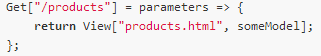 Get["/products"] = parameters => {
    return View["products.html", someModel];
};